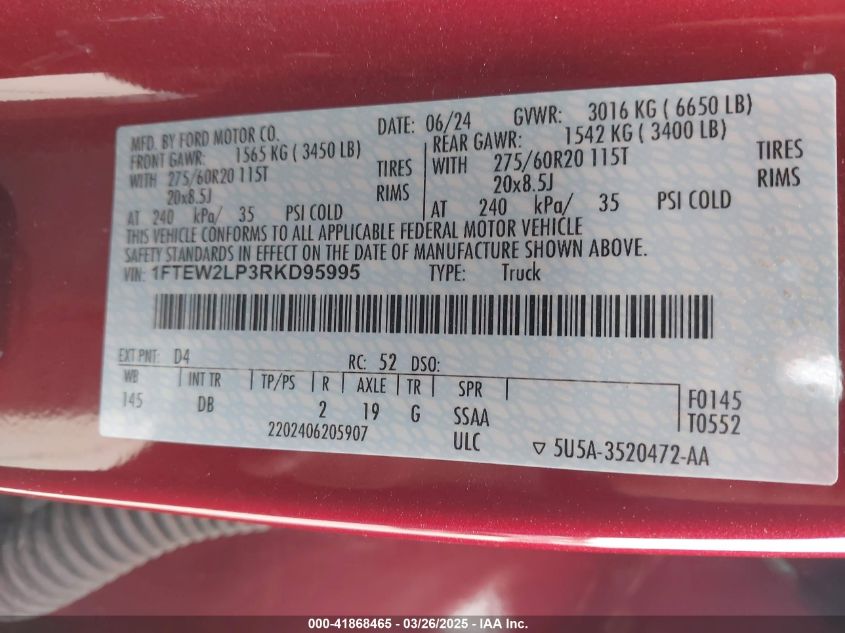 MFD. BY FORD MOTOR CO. DATE: 06/24 GVWR: 3016 KG ( 6650 LB)
FRONT GAWR: 1565 KG ( 3450 LB) REAR GAWR: 1542 KG ( 3400 LB)
WITH 275/60R20 115T TIRES WITH 275/60R20 115T TIRES
20x8.5J RIMS 20x8.5J RIMS
AT 240 kPa/ 35 PSI COLD AT 240 kPa/ 35 PSI COLD
THIS VEHICLE CONFORMS TO ALL APPLICABLE FEDERAL MOTOR VEHICLE
SAFETY STANDARDS IN EFFECT ON THE DATE OF MANUFACTURE SHOWN ABOVE.
VIN: 1FTEW2LP3RKD95995 TYPE: Truck
EXT PNT: D4 RC: 52 DSO:
WB INT TR TP/PS R AXLE TR SPR
145 DB 2 19 G SSAA
F0145
T0552
2202406205907 ULC ▽ 5U5A-3520472-AA
000-41868465 - 03/26/2025 - IAA Inc.